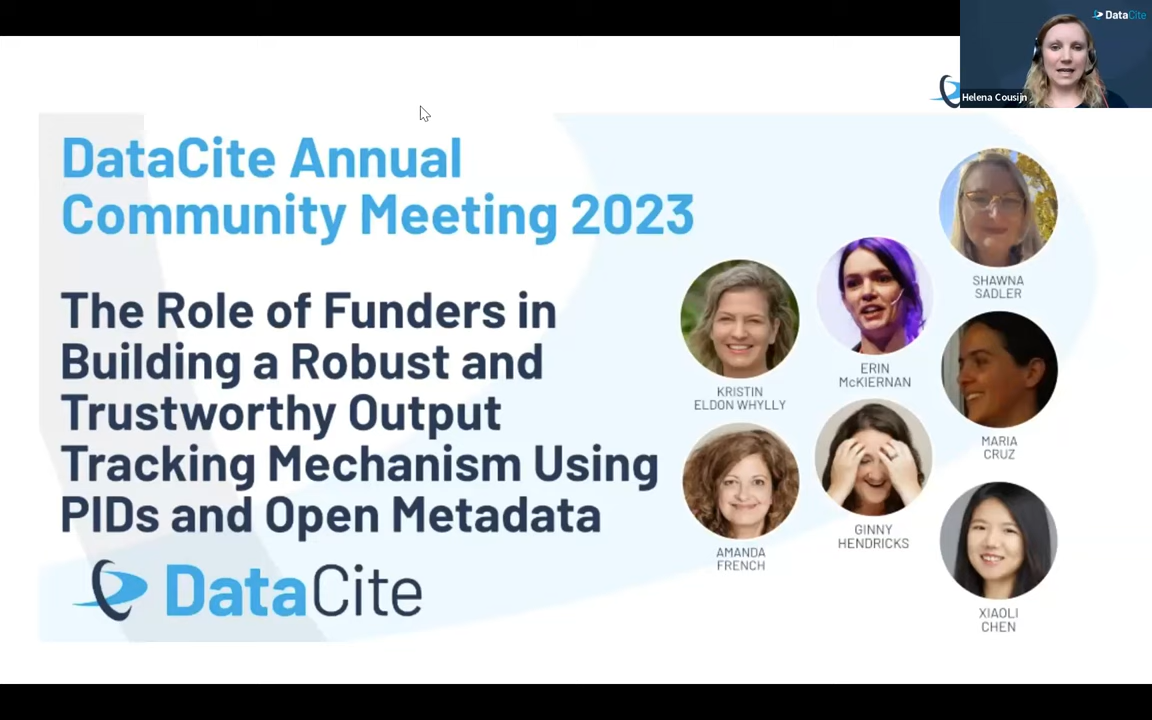 DataCite
Helena Cousijn
DataCite Annual
Community Meeting 2023
The Role of Funders in
Building a Robust and
Trustworthy Output
Tracking Mechanism Using
PIDs and Open Metadata
DataCite
SHAWNA
SADLER
KRISTIN
ELDON WHYLLY
ERIN
McKIERNAN
MARIA
CRUZ
AMANDA
FRENCH
GINNY
HENDRICKS
XIAOLI
CHEN